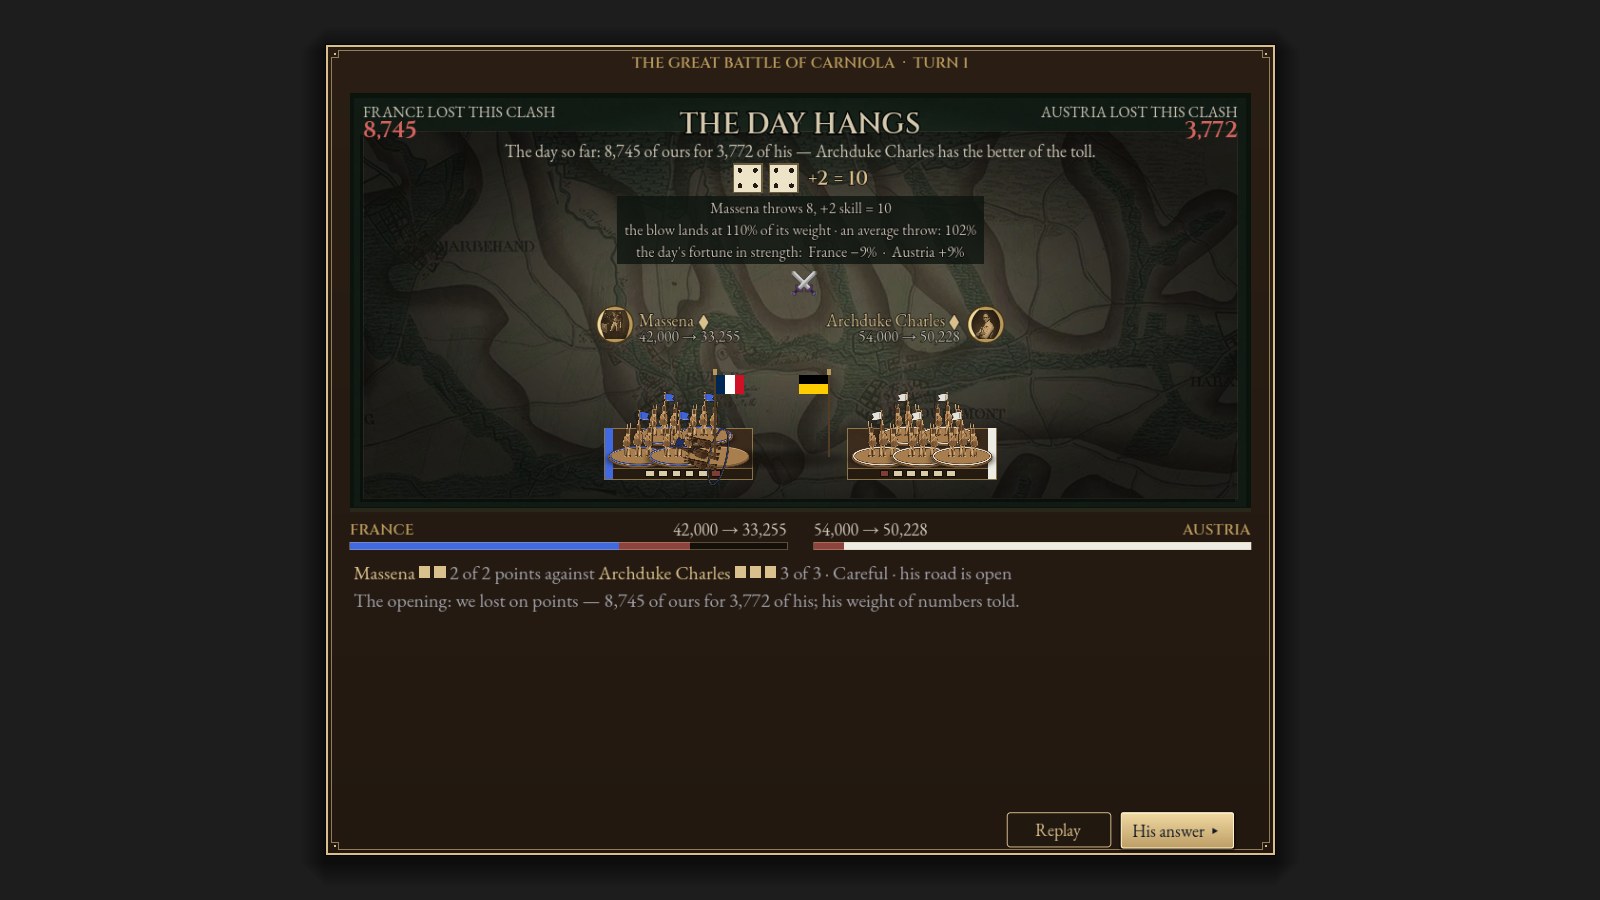 THE GREAT BATTLE OF CARNIOLA · TURN 1
FRANCE LOST THIS CLASH
8,745
THE DAY HANGS
AUSTRIA LOST THIS CLASH
3,772
The day so far: 8,745 of ours for 3,772 of his — Archduke Charles has the better of the toll.
+2 = 10
Massena throws 8, +2 skill = 10
the blow lands at 110% of its weight · an average throw: 102%
the day's fortune in strength: France −9% · Austria +9%
Massena
42,000 → 33,255
Archduke Charles
54,000 → 50,228
FRANCE
42,000 → 33,255
54,000 → 50,228
AUSTRIA
Massena 2 of 2 points against Archduke Charles 3 of 3 · Careful · his road is open
The opening: we lost on points — 8,745 of ours for 3,772 of his; his weight of numbers told.
Replay
His answer